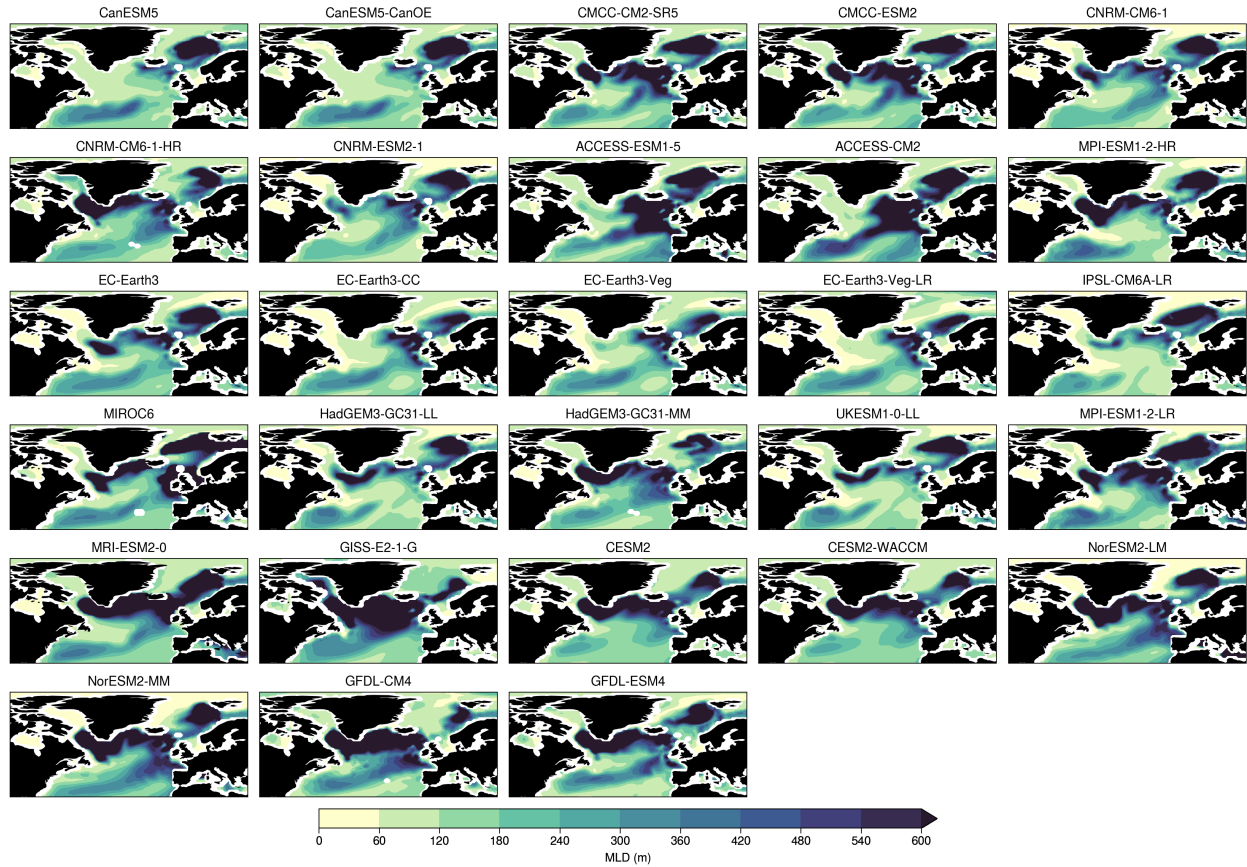 CanESM5 CanESM5-CanOE CMCC-CM2-SR5 CMCC-ESM2 CNRM-CM6-1
CNRM-CM6-1-HR CNRM-ESM2-1 ACCESS-ESM1-5 ACCESS-CM2 MPI-ESM1-2-HR
EC-Earth3 EC-Earth3-CC EC-Earth3-Veg EC-Earth3-Veg-LR IPSL-CM6A-LR
MIROC6 HadGEM3-GC31-LL HadGEM3-GC31-MM UKESM1-0-LL MPI-ESM1-2-LR
MRI-ESM2-0 GISS-E2-1-G CESM2 CESM2-WACCM NorESM2-LM
NorESM2-MM GFDL-CM4 GFDL-ESM4
0 60 120 180 240 300 360 420 480 540 600
MLD (m)